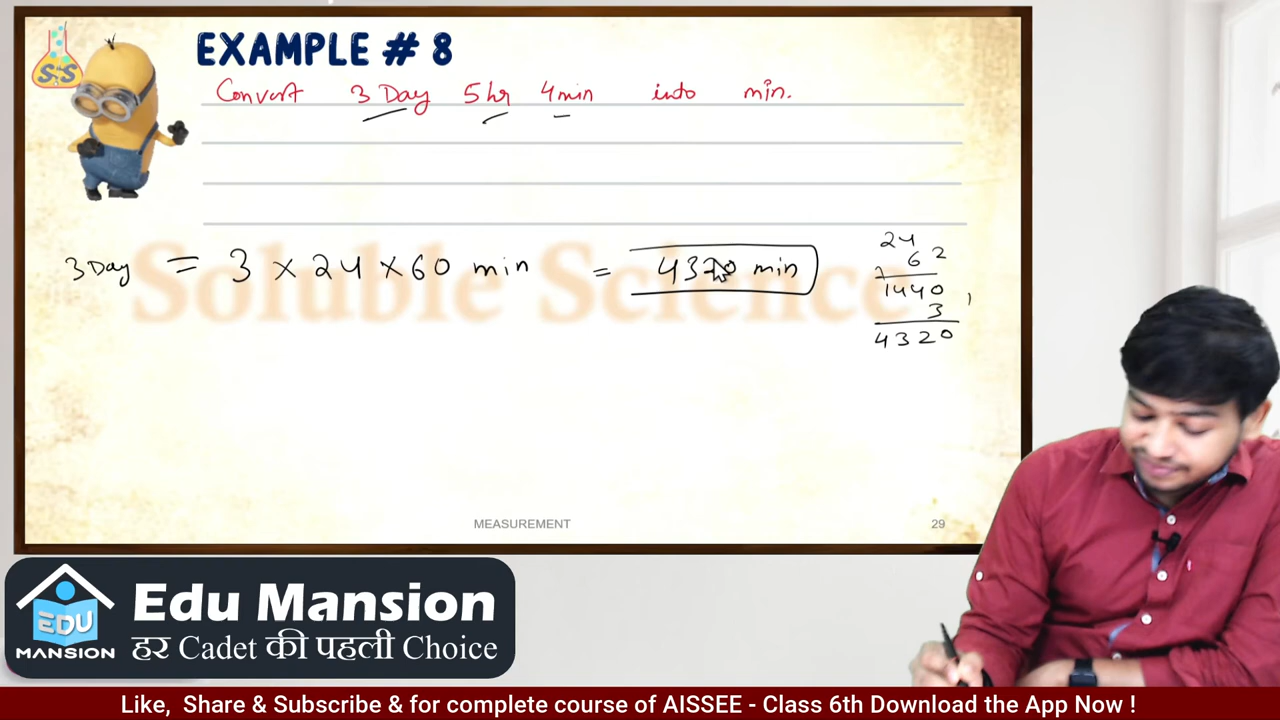 S&S
EXAMPLE # 8
Convert 3 Day 5 hr 4 min into min.
3 Day = 3 × 24 × 60 min = 4320 min
24
6 2
1440
3
4320
Soluble Science
MEASUREMENT
29
EDU
MANSION
Edu Mansion
हर Cadet की पहली Choice
Like, Share & Subscribe & for complete course of AISSEE - Class 6th Download the App Now !